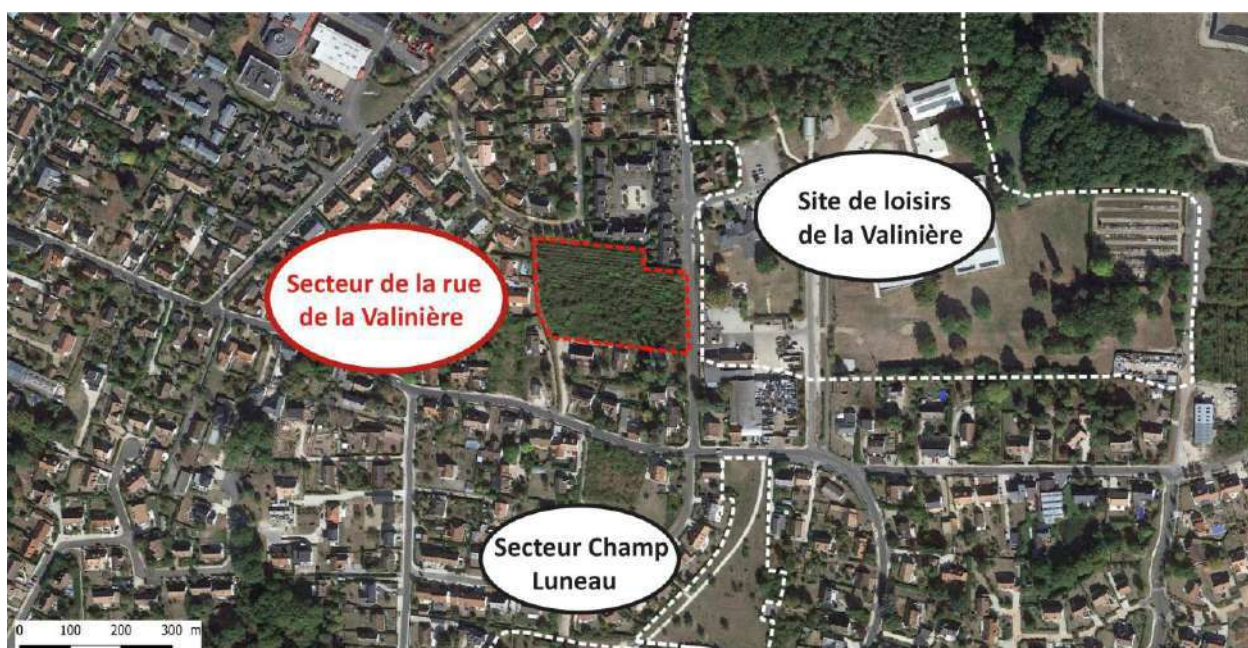 Site de loisirs
de la Valinière
Secteur de la rue
de la Valinière
Secteur Champ
Luneau
0 100 200 300 m